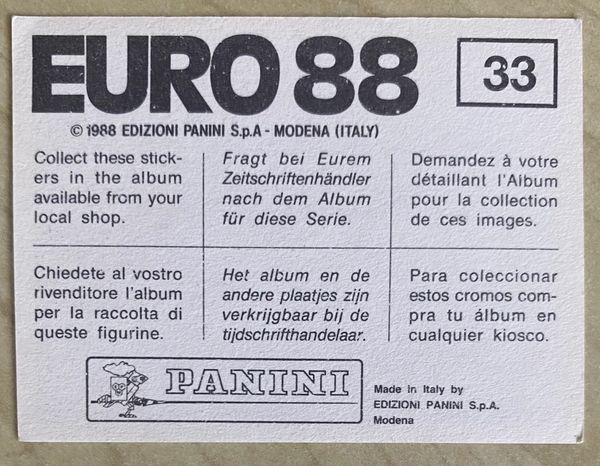 EURO 88
33
© 1988 EDIZIONI PANINI S.p.A - MODENA (ITALY)
Collect these stick-
ers in the album
available from your
local shop.
Fragt bei Eurem
Zeitschriftenhändler
nach dem Album
für diese Serie.
Demandez à votre
détaillant l'Album
pour la collection
de ces images.
Chiedete al vostro
rivenditore l'album
per la raccolta di
queste figurine.
Het album en de
andere plaatjes zijn
verkrijgbaar bij de
tijdschrifthandelaar.
Para coleccionar
estos cromos com-
pra tu álbum en
cualquier kiosco.
PANINI
Made in Italy by
EDIZIONI PANINI S.p.A.
Modena